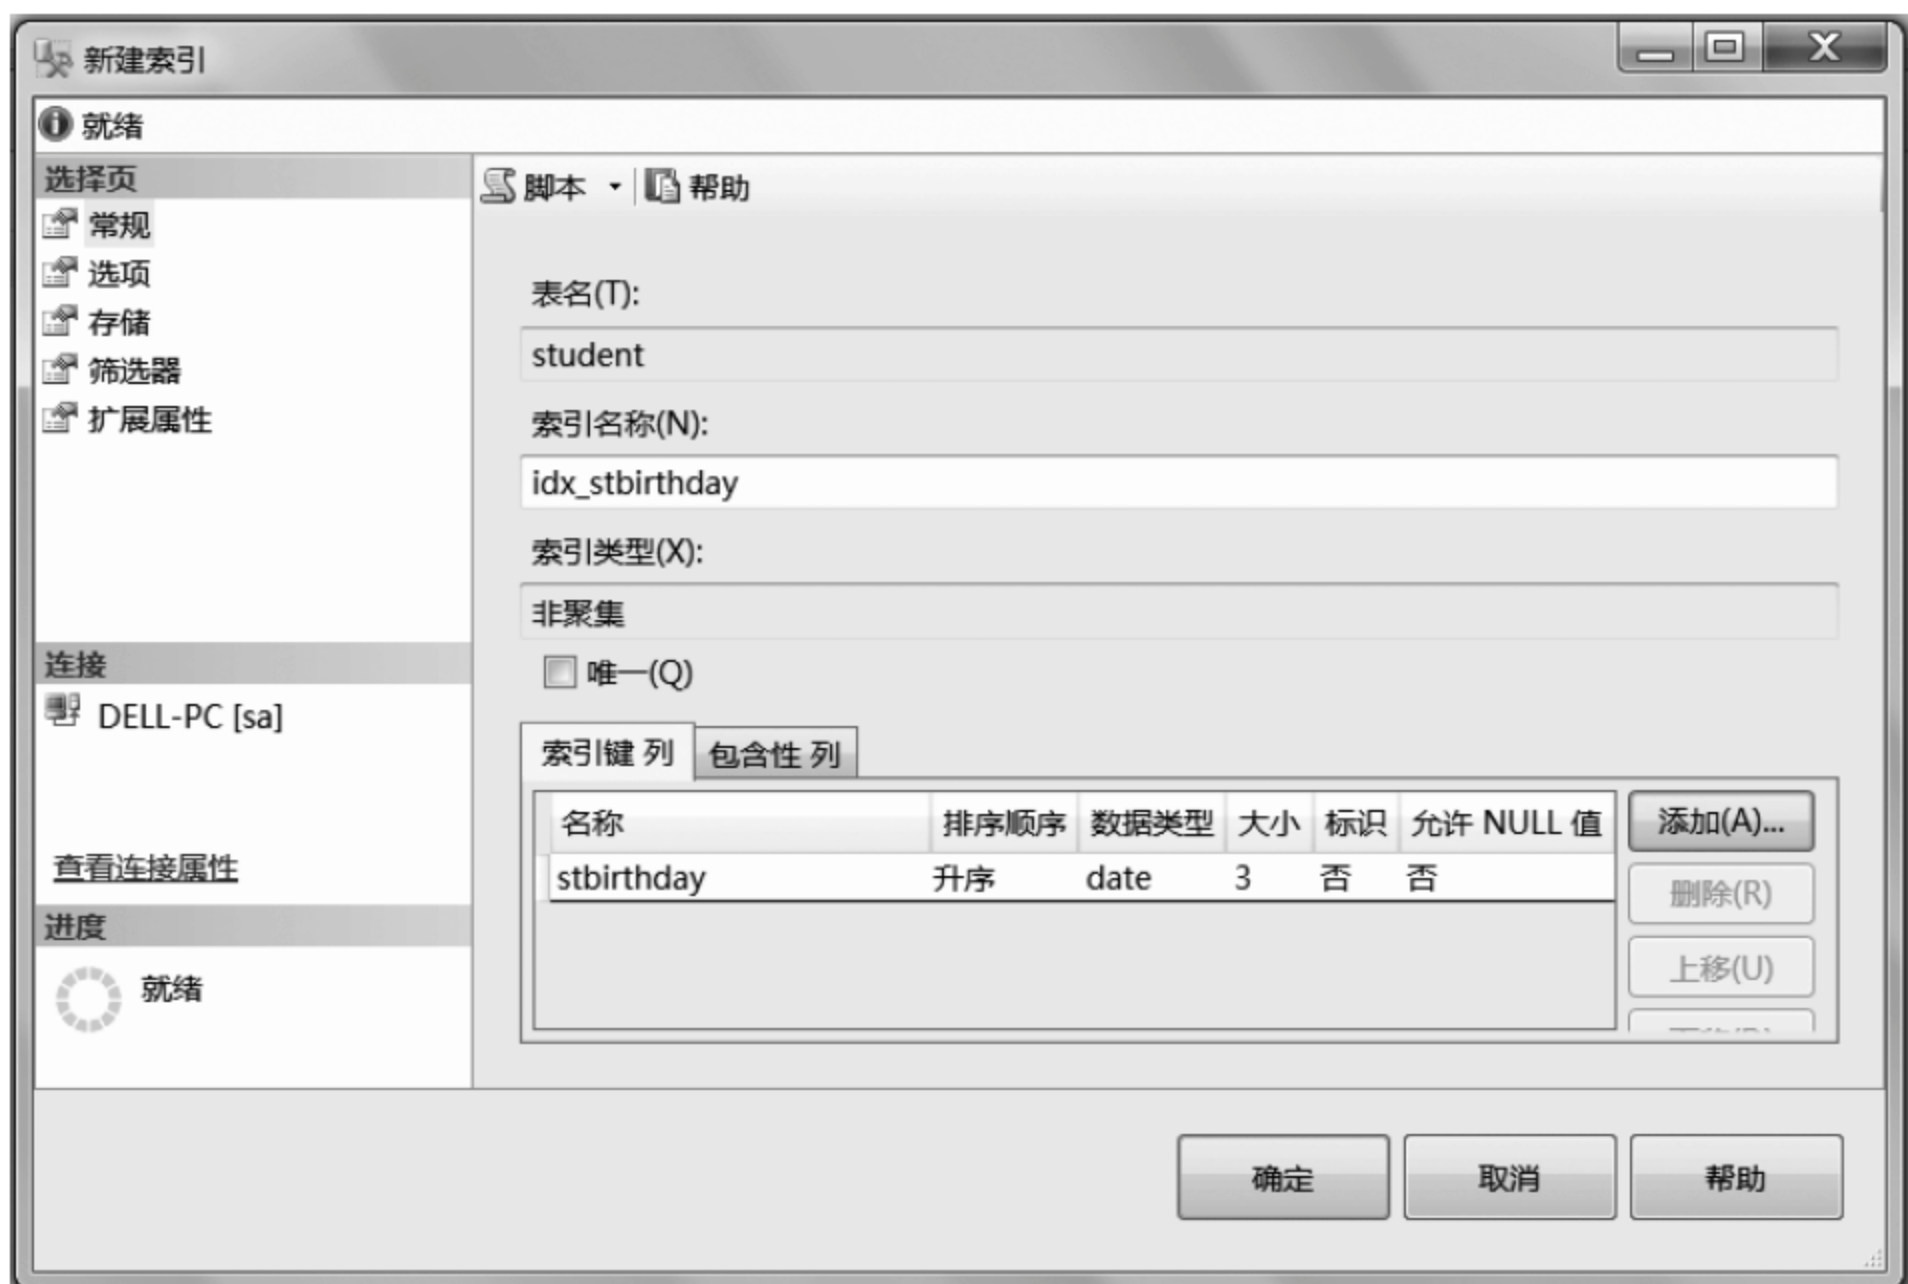 新建索引
就绪
选择页
常规
选项
存储
筛选器
扩展属性
连接
DELL-PC [sa]
查看连接属性
进度
就绪
脚本 帮助
表名(T):
student
索引名称(N):
idx_stbirthday
索引类型(X):
非聚集
唯一(Q)
索引键 列 包含性 列
名称 排序顺序 数据类型 大小 标识 允许 NULL 值
stbirthday 升序 date 3 否 否
添加(A)...
删除(R)
上移(U)
确定 取消 帮助